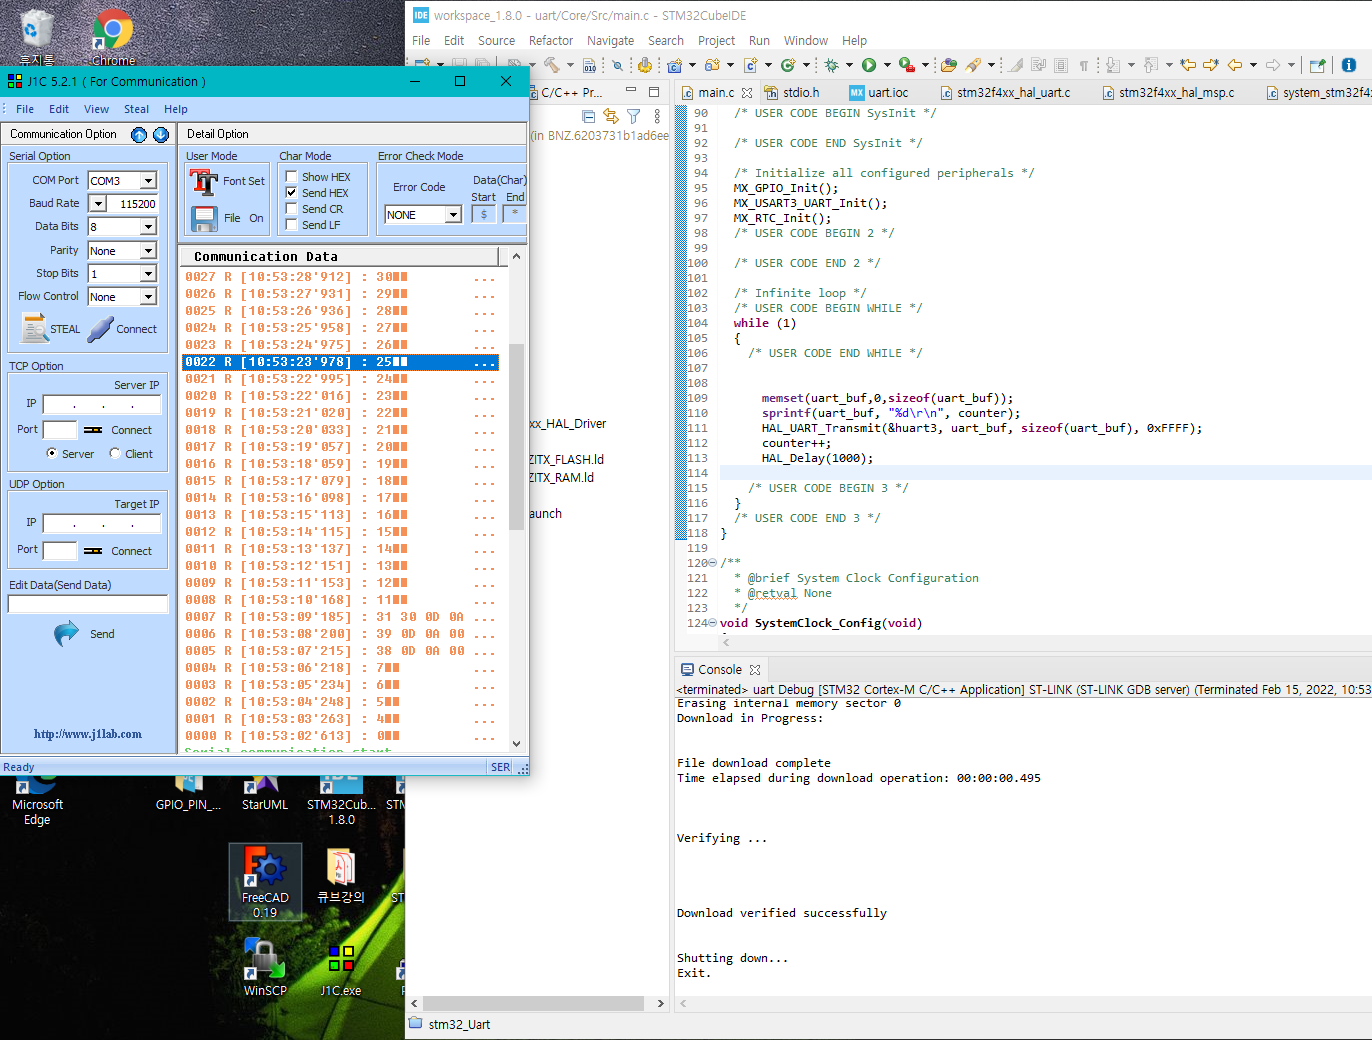 휴지통
Chrome
J1C 5.2.1 ( For Communication )
File Edit View Steal Help
Communication Option
Serial Option
COM Port COM3
Baud Rate 115200
Data Bits 8
Parity None
Stop Bits 1
Flow Control None
STEAL Connect
TCP Option
Server IP
IP . . .
Port Connect
Server Client
UDP Option
Target IP
IP . . .
Port Connect
Edit Data(Send Data)
Send
http://www.j1lab.com
Ready SER
Detail Option
User Mode Char Mode Error Check Mode
Font Set
File On
Show HEX
Send HEX
Send CR
Send LF
Error Code
NONE
Data(Char)
Start End
$ *
Communication Data
0027 R [10:53:28'912] : 30 ...
0026 R [10:53:27'931] : 29 ...
0025 R [10:53:26'936] : 28 ...
0024 R [10:53:25'958] : 27 ...
0023 R [10:53:24'975] : 26 ...
0022 R [10:53:23'978] : 25 ...
0021 R [10:53:22'995] : 24 ...
0020 R [10:53:22'016] : 23 ...
0019 R [10:53:21'020] : 22 ...
0018 R [10:53:20'033] : 21 ...
0017 R [10:53:19'057] : 20 ...
0016 R [10:53:18'059] : 19 ...
0015 R [10:53:17'079] : 18 ...
0014 R [10:53:16'098] : 17 ...
0013 R [10:53:15'113] : 16 ...
0012 R [10:53:14'115] : 15 ...
0011 R [10:53:13'137] : 14 ...
0010 R [10:53:12'151] : 13 ...
0009 R [10:53:11'153] : 12 ...
0008 R [10:53:10'168] : 11 ...
0007 R [10:53:09'185] : 31 30 0D 0A ...
0006 R [10:53:08'200] : 39 0D 0A 00 ...
0005 R [10:53:07'215] : 38 0D 0A 00 ...
0004 R [10:53:06'218] : 7 ...
0003 R [10:53:05'234] : 6 ...
0002 R [10:53:04'248] : 5 ...
0001 R [10:53:03'263] : 4 ...
0000 R [10:53:02'613] : 0 ...
Serial communication start
IDE workspace_1.8.0 - uart/Core/Src/main.c - STM32CubeIDE
File Edit Source Refactor Navigate Search Project Run Window Help
C/C++ Pr...
(in BNZ.6203731b1ad6ee
xx_HAL_Driver
ZITX_FLASH.ld
ZITX_RAM.ld
aunch
main.c stdio.h MX uart.ioc stm32f4xx_hal_uart.c stm32f4xx_hal_msp.c system_stm32f4
90 /* USER CODE BEGIN SysInit */
91
92 /* USER CODE END SysInit */
93
94 /* Initialize all configured peripherals */
95 MX_GPIO_Init();
96 MX_USART3_UART_Init();
97 MX_RTC_Init();
98 /* USER CODE BEGIN 2 */
99
100 /* USER CODE END 2 */
101
102 /* Infinite loop */
103 /* USER CODE BEGIN WHILE */
104 while (1)
105 {
106 /* USER CODE END WHILE */
107
108
109 memset(uart_buf,0,sizeof(uart_buf));
110 sprintf(uart_buf, "%d\r\n", counter);
111 HAL_UART_Transmit(&huart3, uart_buf, sizeof(uart_buf), 0xFFFF);
112 counter++;
113 HAL_Delay(1000);
114
115 /* USER CODE BEGIN 3 */
116 }
117 /* USER CODE END 3 */
118 }
119
120 /**
121 * @brief System Clock Configuration
122 * @retval None
123 */
124 void SystemClock_Config(void)
Console
<terminated> uart Debug [STM32 Cortex-M C/C++ Application] ST-LINK (ST-LINK GDB server) (Terminated Feb 15, 2022, 10:53
Erasing internal memory sector 0
Download in Progress:
File download complete
Time elapsed during download operation: 00:00:00.495
Verifying ...
Download verified successfully
Shutting down...
Exit.
stm32_Uart
Microsoft Edge
GPIO_PIN_...
StarUML
STM32Cub... 1.8.0
STM
FreeCAD 0.19
큐브강의
ST
WinSCP
J1C.exe